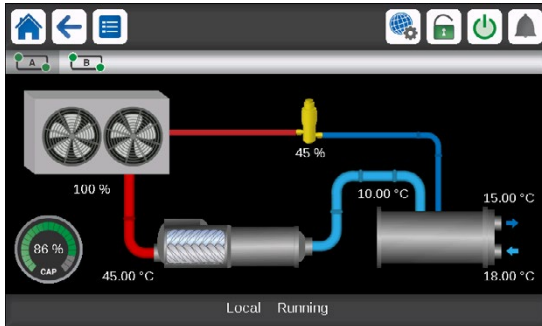 A B
45 %
100 %
10.00 °C
15.00 °C
86 %
CAP
45.00 °C
18.00 °C
Local Running